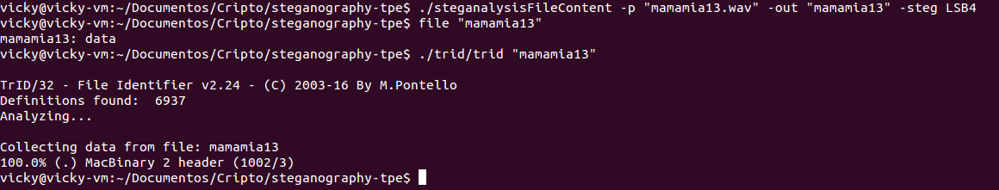 vicky@vicky-vm:~/Documentos/Cripto/steganography-tpe$ ./steganalysisFileContent -p "mamamia13.wav" -out "mamamia13" -steg LSB4
vicky@vicky-vm:~/Documentos/Cripto/steganography-tpe$ file "mamamia13"
mamamia13: data
vicky@vicky-vm:~/Documentos/Cripto/steganography-tpe$ ./trid/trid "mamamia13"

TrID/32 - File Identifier v2.24 - (C) 2003-16 By M.Pontello
Definitions found:  6937
Analyzing...

Collecting data from file: mamamia13
100.0% (.) MacBinary 2 header (1002/3)
vicky@vicky-vm:~/Documentos/Cripto/steganography-tpe$